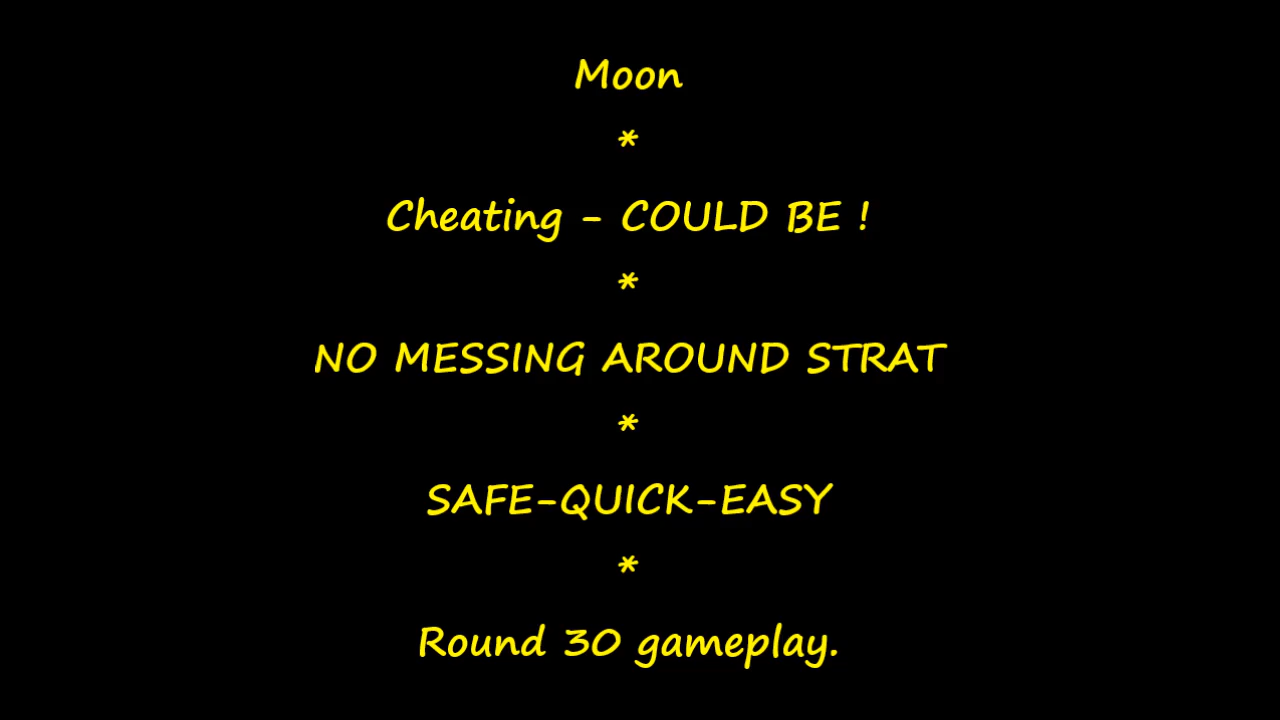 Moon
*
Cheating - COULD BE !
*
NO MESSING AROUND STRAT
*
SAFE-QUICK-EASY
*
Round 30 gameplay.